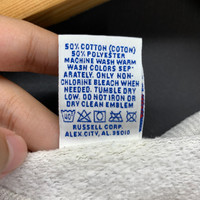 50% COTTON (COTON)
50% POLYESTER
MACHINE WASH WARM
WASH COLORS SEP-
ARATELY. ONLY NON-
CHLORINE BLEACH WHEN
NEEDED. TUMBLE DRY
LOW. DO NOT IRON OR
DRY CLEAN EMBLEM
RUSSELL CORP.
ALEX CITY, AL. 35010